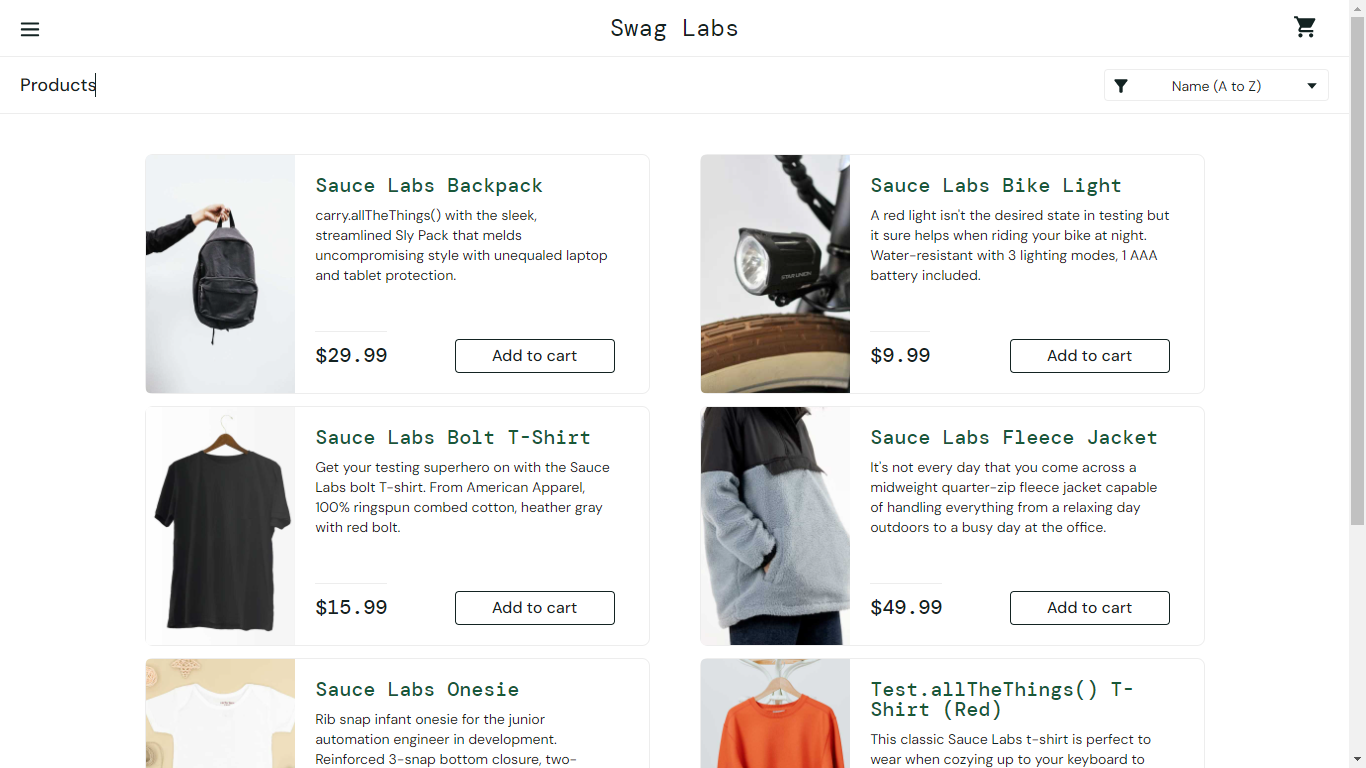 Swag Labs
Products
Name (A to Z)
Sauce Labs Backpack
carry.allTheThings() with the sleek,
streamlined Sly Pack that melds
uncompromising style with unequaled laptop
and tablet protection.
$29.99
Add to cart
Sauce Labs Bike Light
A red light isn't the desired state in testing but
it sure helps when riding your bike at night.
Water-resistant with 3 lighting modes, 1 AAA
battery included.
$9.99
Add to cart
STAR UNION
Sauce Labs Bolt T-Shirt
Get your testing superhero on with the Sauce
Labs bolt T-shirt. From American Apparel,
100% ringspun combed cotton, heather gray
with red bolt.
$15.99
Add to cart
Sauce Labs Fleece Jacket
It's not every day that you come across a
midweight quarter-zip fleece jacket capable
of handling everything from a relaxing day
outdoors to a busy day at the office.
$49.99
Add to cart
Sauce Labs Onesie
Rib snap infant onesie for the junior
automation engineer in development.
Reinforced 3-snap bottom closure, two-
Test.allTheThings() T-
Shirt (Red)
This classic Sauce Labs t-shirt is perfect to
wear when cozying up to your keyboard to